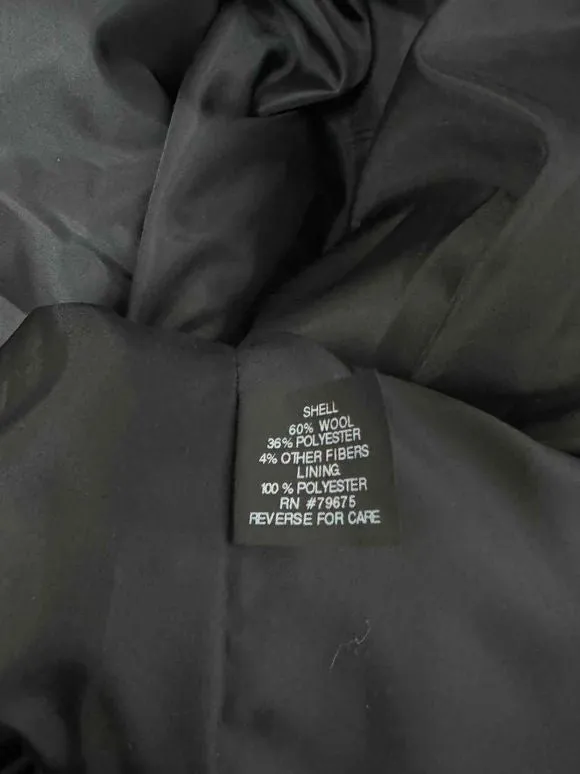 SHELL
60% WOOL
36% POLYESTER
4% OTHER FIBERS
LINING
100 % POLYESTER
RN #79675
REVERSE FOR CARE